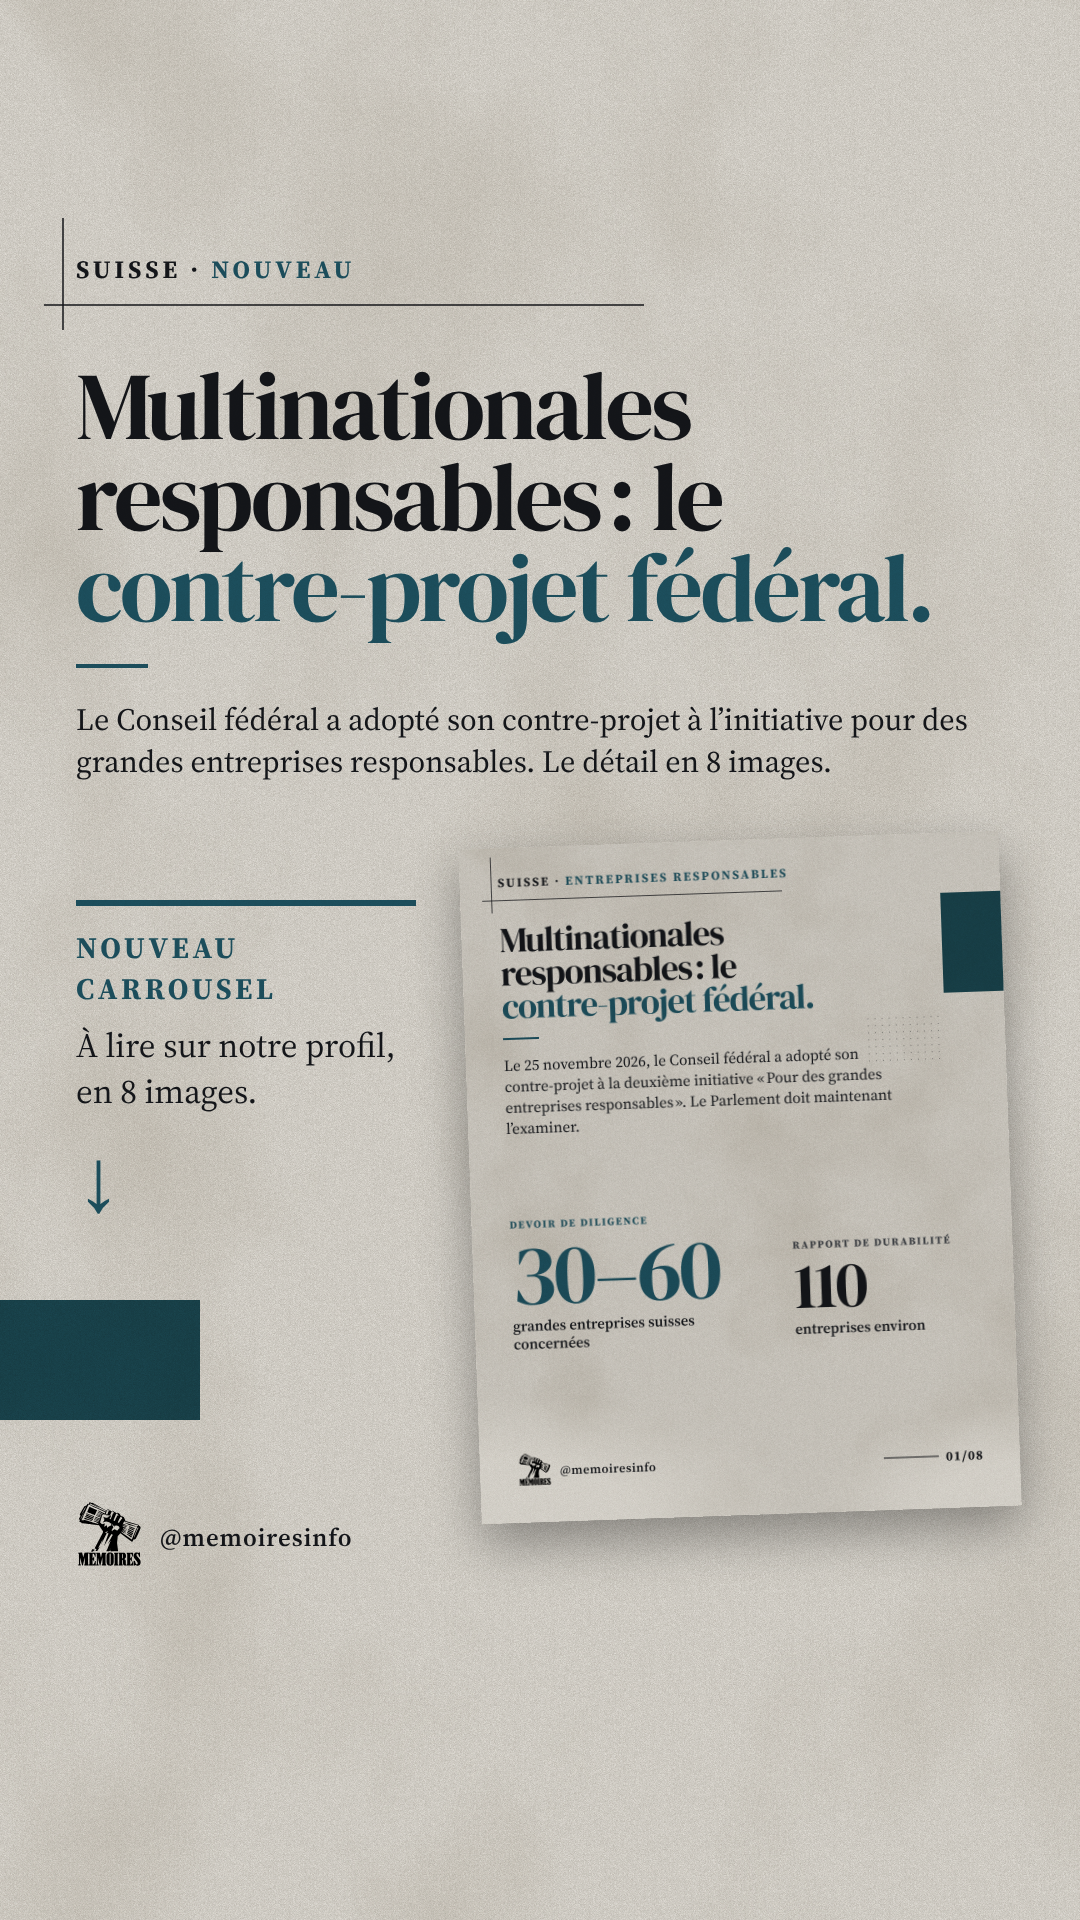 SUISSE · NOUVEAU
Multinationales
responsables : le
contre-projet fédéral.
Le Conseil fédéral a adopté son contre-projet à l’initiative pour des
grandes entreprises responsables. Le détail en 8 images.
NOUVEAU
CARROUSEL
À lire sur notre profil,
en 8 images.
↓
MÉMOIRES
@memoiresinfo
SUISSE · ENTREPRISES RESPONSABLES
Multinationales
responsables : le
contre-projet fédéral.
Le 25 novembre 2026, le Conseil fédéral a adopté son
contre-projet à la deuxième initiative « Pour des grandes
entreprises responsables ». Le Parlement doit maintenant
l’examiner.
DEVOIR DE DILIGENCE
30–60
grandes entreprises suisses
concernées
RAPPORT DE DURABILITÉ
110
entreprises environ
MÉMOIRES
@memoiresinfo
01/08